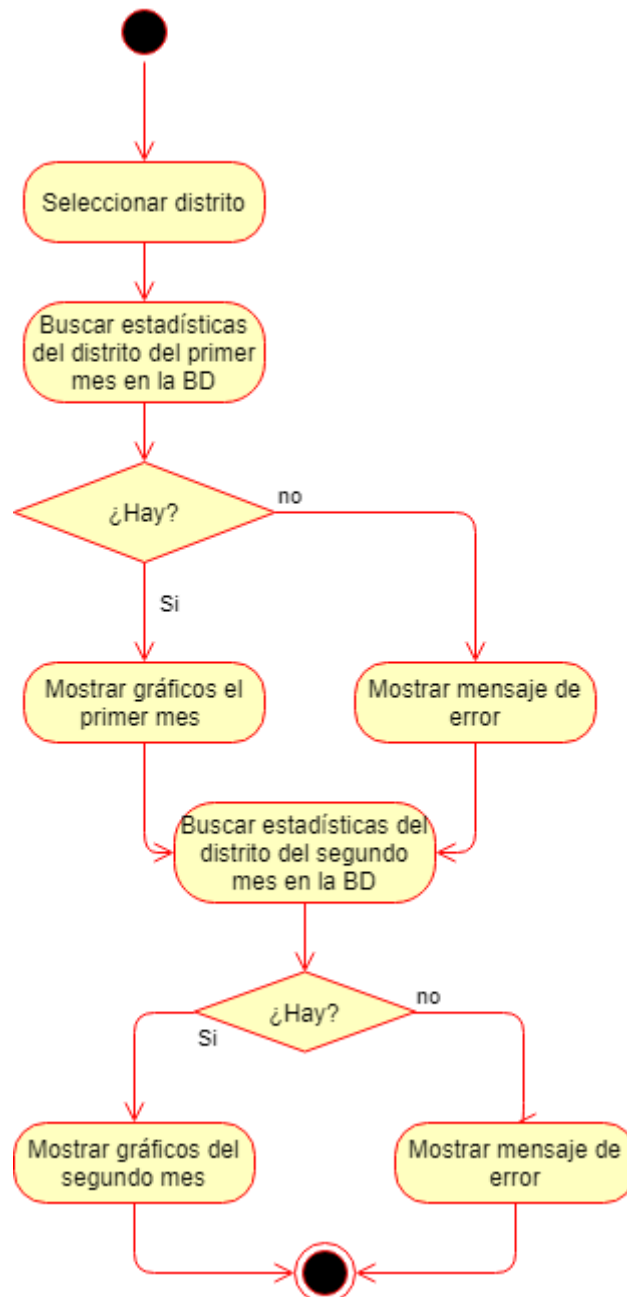 Seleccionar distrito
Buscar estadísticas
del distrito del primer
mes en la BD
¿Hay?
no
Si
Mostrar gráficos el
primer mes
Mostrar mensaje de
error
Buscar estadísticas del
distrito del segundo
mes en la BD
¿Hay?
no
Si
Mostrar gráficos del
segundo mes
Mostrar mensaje de
error